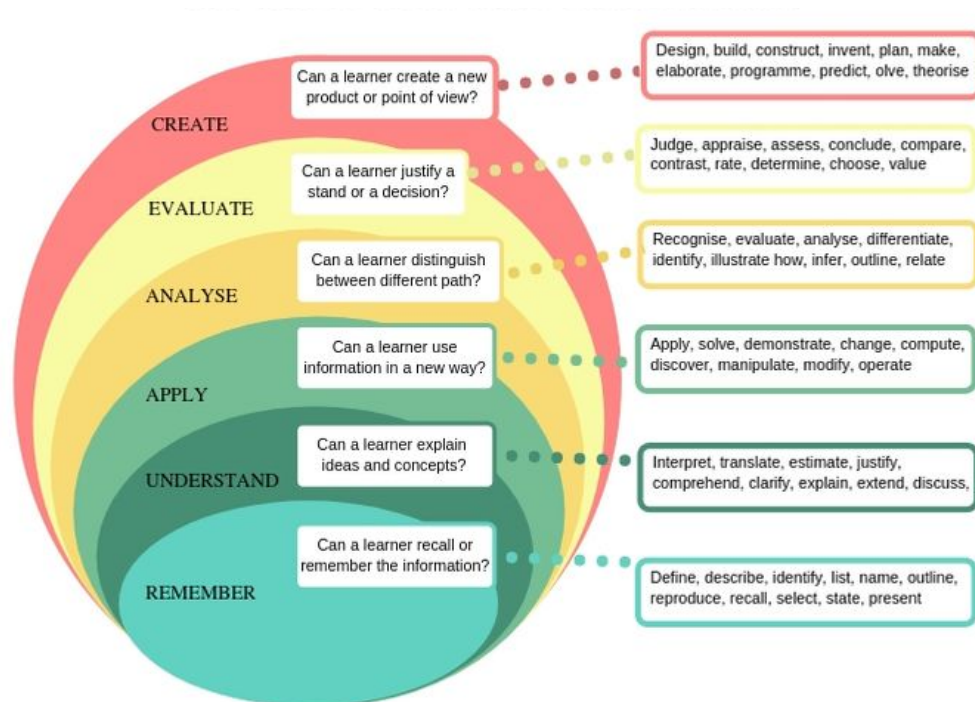 CREATE
Can a learner create a new
product or point of view?
Design, build, construct, invent, plan, make,
elaborate, programme, predict, olve, theorise
EVALUATE
Can a learner justify a
stand or a decision?
Judge, appraise, assess, conclude, compare,
contrast, rate, determine, choose, value
ANALYSE
Can a learner distinguish
between different path?
Recognise, evaluate, analyse, differentiate,
identify, illustrate how, infer, outline, relate
APPLY
Can a learner use
information in a new way?
Apply, solve, demonstrate, change, compute,
discover, manipulate, modify, operate
UNDERSTAND
Can a learner explain
ideas and concepts?
Interpret, translate, estimate, justify,
comprehend, clarify, explain, extend, discuss,
REMEMBER
Can a learner recall or
remember the information?
Define, describe, identify, list, name, outline,
reproduce, recall, select, state, present